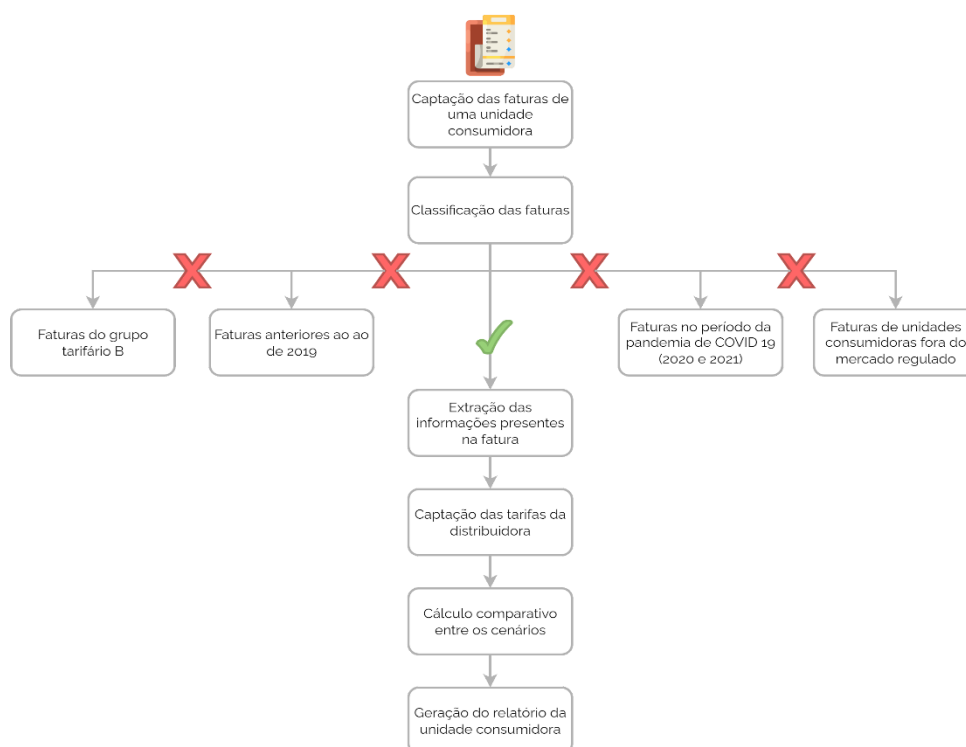 Captação das faturas de
uma unidade
consumidora
Classificação das faturas
Faturas do grupo
tarifário B
Faturas anteriores ao ao
de 2019
Faturas no período da
pandemia de COVID 19
(2020 e 2021)
Faturas de unidades
consumidoras fora do
mercado regulado
Extração das
informações presentes
na fatura
Captação das tarifas da
distribuidora
Cálculo comparativo
entre os cenários
Geração do relatório da
unidade consumidora